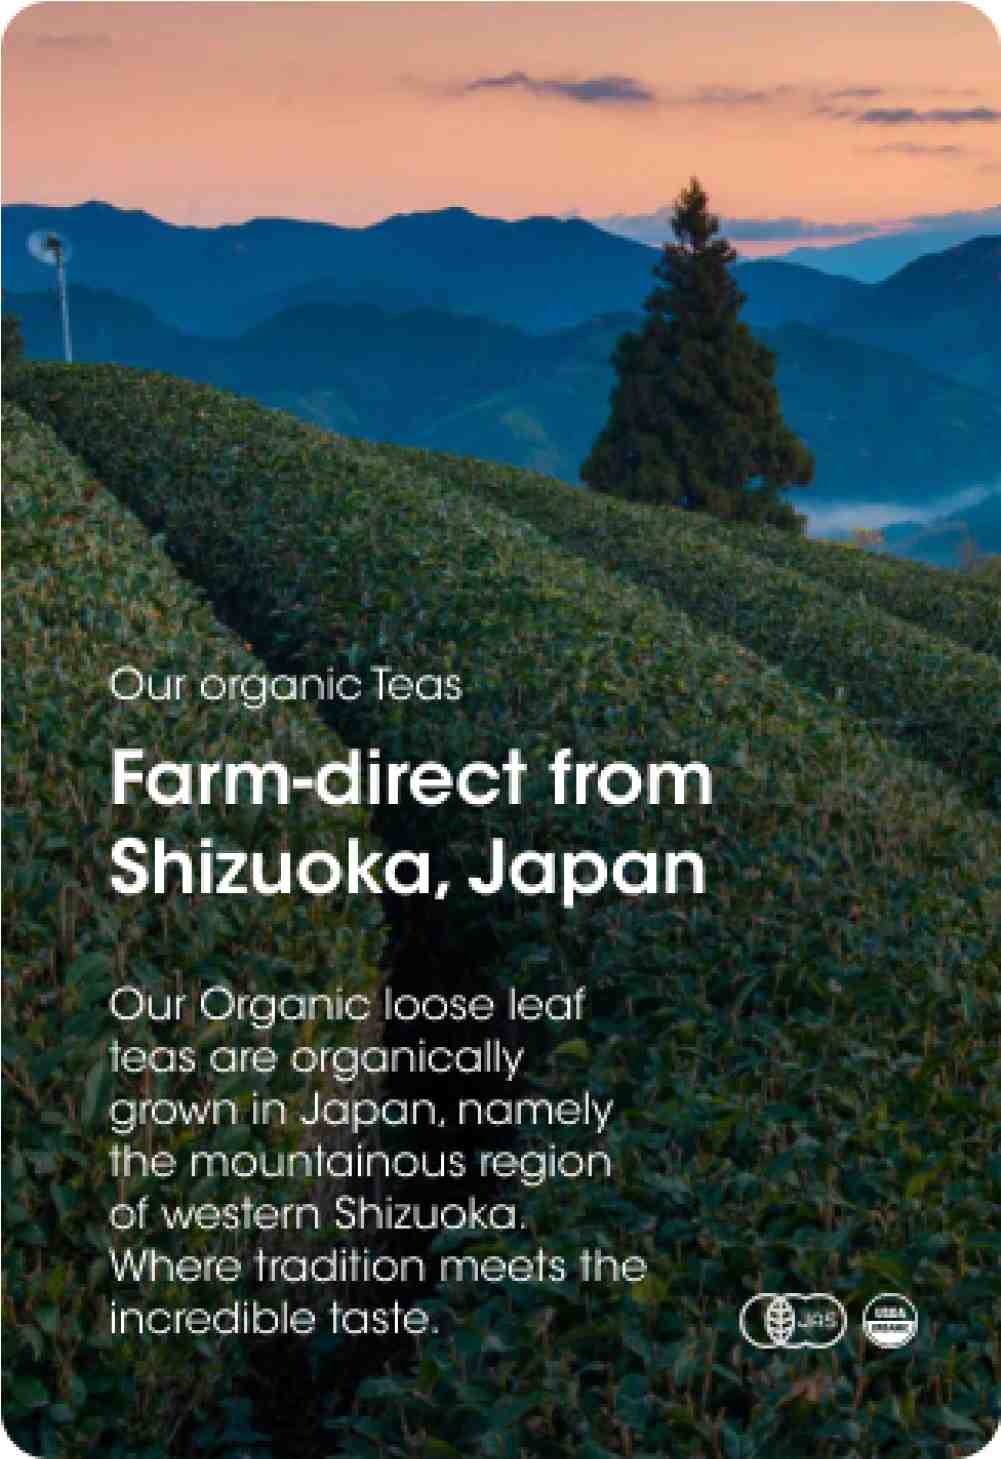 Our organic Teas
Farm-direct from
Shizuoka, Japan
Our Organic loose leaf
teas are organically
grown in Japan, namely
the mountainous region
of western Shizuoka.
Where tradition meets the
incredible taste.
JAS
USDA
ORGANIC